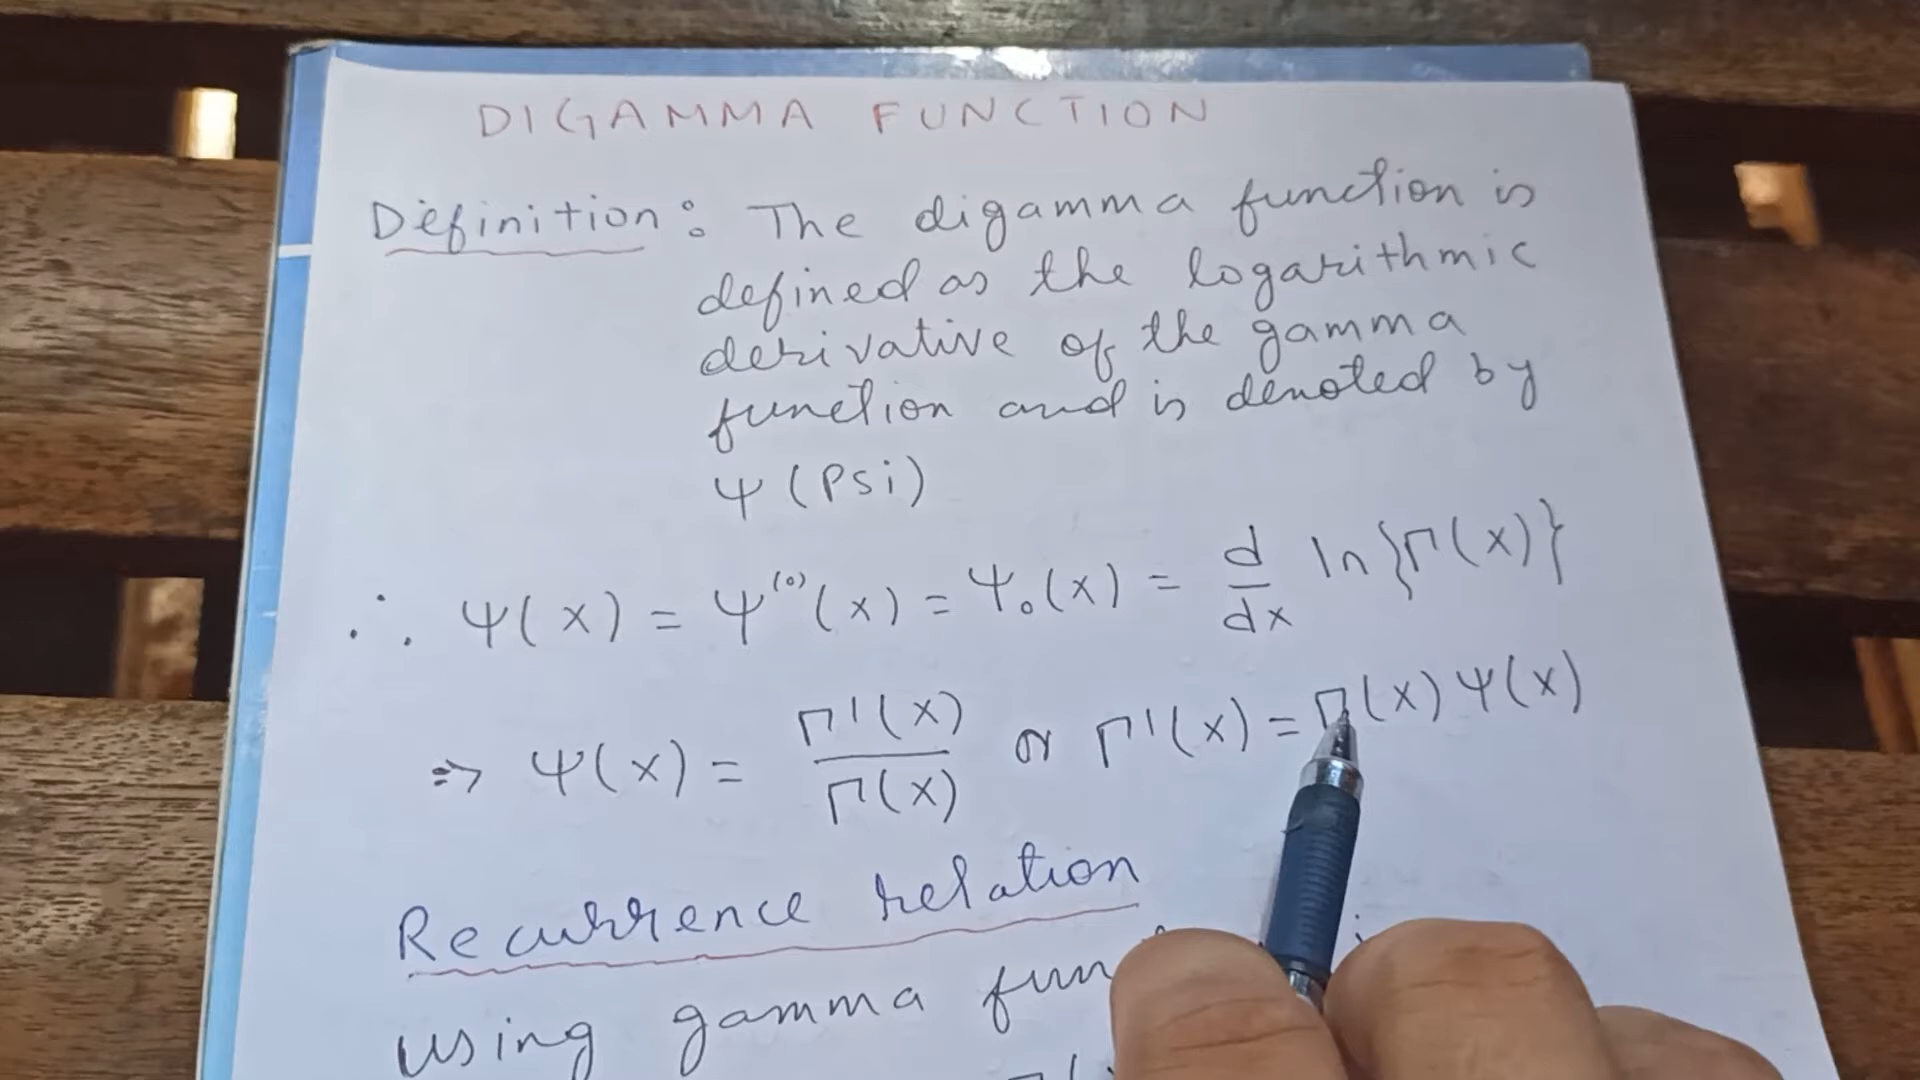 DIGAMMA FUNCTION
Definition: The digamma function is
defined as the logarithmic
derivative of the gamma
function and is denoted by
Ψ (Psi)
∴ Ψ(x) = Ψ⁽⁰⁾(x) = Ψ₀(x) = d/dx ln{Γ(x)}
⇒ Ψ(x) = Γ'(x)/Γ(x) or Γ'(x) = Γ(x) Ψ(x)
Recurrence relation
using gamma